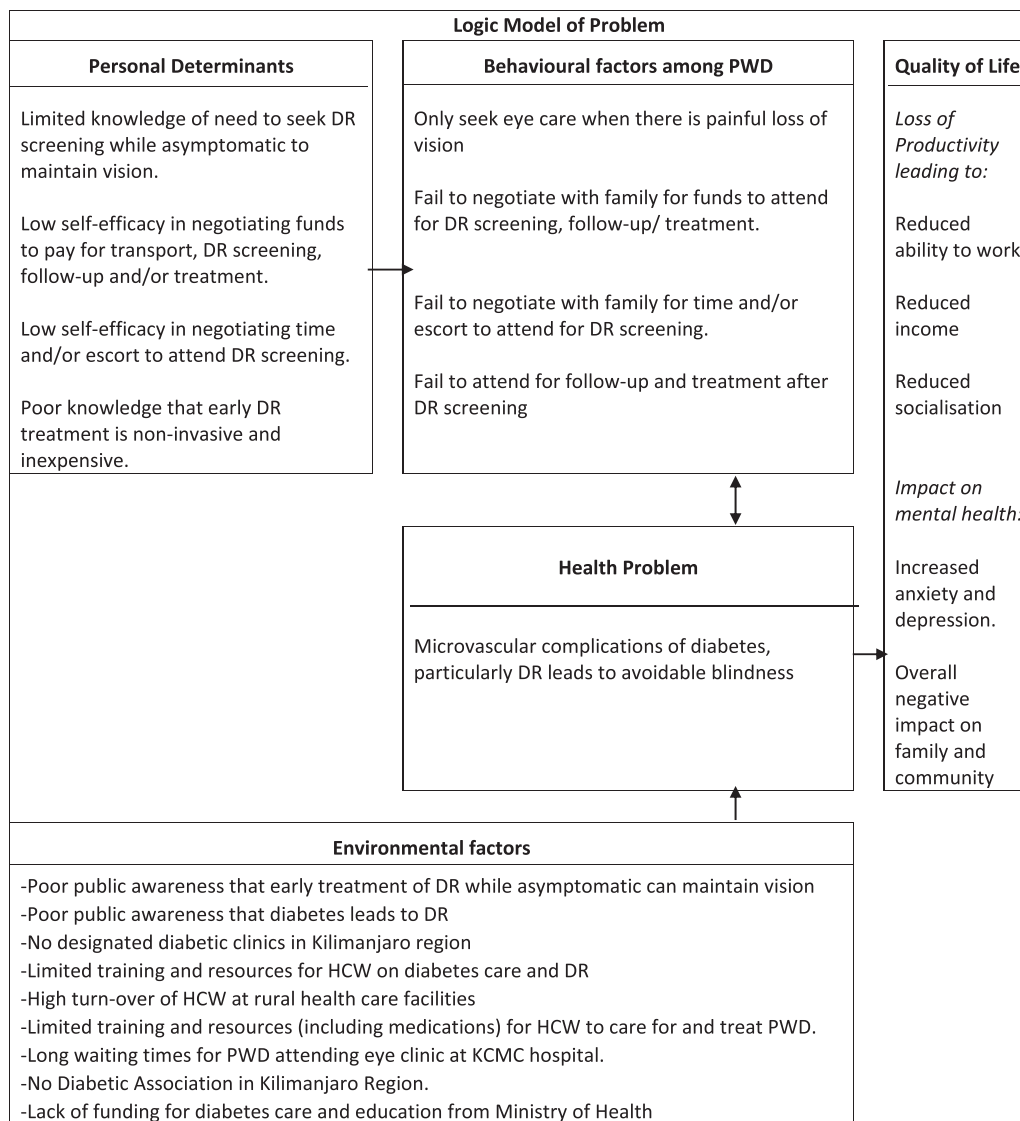 Logic Model of Problem
Personal Determinants
Limited knowledge of need to seek DR
screening while asymptomatic to
maintain vision.
Low self-efficacy in negotiating funds
to pay for transport, DR screening,
follow-up and/or treatment.
Low self-efficacy in negotiating time
and/or escort to attend DR screening.
Poor knowledge that early DR
treatment is non-invasive and
inexpensive.
Behavioural factors among PWD
Only seek eye care when there is painful loss of
vision
Fail to negotiate with family for funds to attend
for DR screening, follow-up/ treatment.
Fail to negotiate with family for time and/or
escort to attend for DR screening.
Fail to attend for follow-up and treatment after
DR screening
Health Problem
Microvascular complications of diabetes,
particularly DR leads to avoidable blindness
Quality of Life
Loss of
Productivity
leading to:
Reduced
ability to work
Reduced
income
Reduced
socialisation
Impact on
mental health:
Increased
anxiety and
depression.
Overall
negative
impact on
family and
community
Environmental factors
-Poor public awareness that early treatment of DR while asymptomatic can maintain vision
-Poor public awareness that diabetes leads to DR
-No designated diabetic clinics in Kilimanjaro region
-Limited training and resources for HCW on diabetes care and DR
-High turn-over of HCW at rural health care facilities
-Limited training and resources (including medications) for HCW to care for and treat PWD.
-Long waiting times for PWD attending eye clinic at KCMC hospital.
-No Diabetic Association in Kilimanjaro Region.
-Lack of funding for diabetes care and education from Ministry of Health